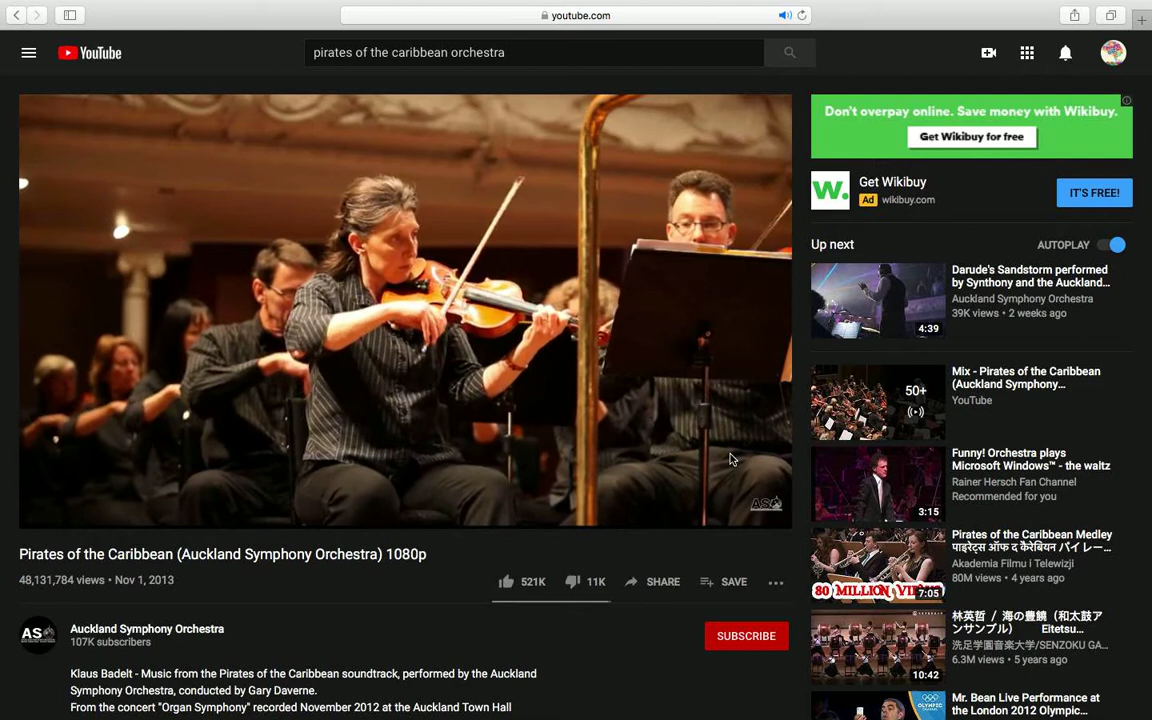 youtube.com
YouTube
pirates of the caribbean orchestra
Don't overpay online. Save money with Wikibuy.
Get Wikibuy for free
W.
Get Wikibuy
Ad wikibuy.com
IT'S FREE!
Up next
AUTOPLAY
Darude's Sandstorm performed
by Synthony and the Auckland...
Auckland Symphony Orchestra
39K views • 2 weeks ago
4:39
Mix - Pirates of the Caribbean
(Auckland Symphony...
YouTube
50+
Funny! Orchestra plays
Microsoft Windows™ - the waltz
Rainer Hersch Fan Channel
Recommended for you
3:15
Pirates of the Caribbean Medley
पाइरेट्स ऑफ द कैरेबियन パイレー...
Akademia Filmu i Telewizji
80M views • 4 years ago
80 MILLION VIEWS
7:05
林英哲 / 海の豊饒（和太鼓ア
ンサンブル） Eitetsu...
洗足学園音楽大学/SENZOKU GA...
6.3M views • 5 years ago
10:42
Mr. Bean Live Performance at
the London 2012 Olympic...
ASO
Pirates of the Caribbean (Auckland Symphony Orchestra) 1080p
48,131,784 views • Nov 1, 2013
521K
11K
SHARE
SAVE
ASO
Auckland Symphony Orchestra
107K subscribers
SUBSCRIBE
Klaus Badelt - Music from the Pirates of the Caribbean soundtrack, performed by the Auckland
Symphony Orchestra, conducted by Gary Daverne.
From the concert "Organ Symphony" recorded November 2012 at the Auckland Town Hall